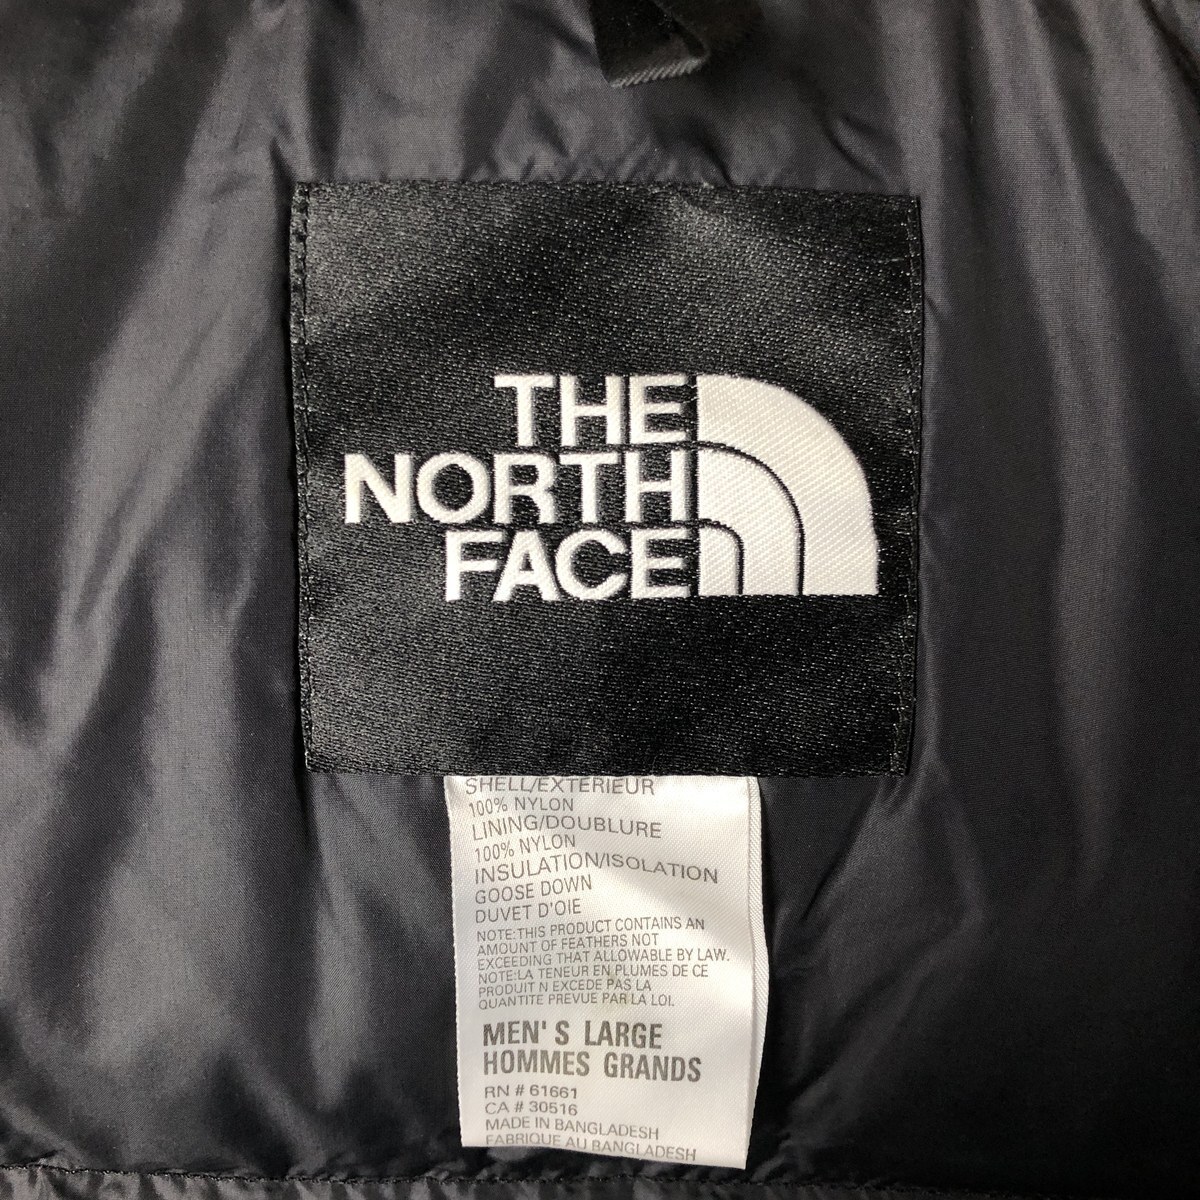 THE
NORTH
FACE
SHELL/EXTERIEUR
100% NYLON
LINING/DOUBLURE
100% NYLON
INSULATION/ISOLATION
GOOSE DOWN
DUVET D'OIE
NOTE:THIS PRODUCT CONTAINS AN
AMOUNT OF FEATHERS NOT
EXCEEDING THAT ALLOWABLE BY LAW.
NOTE:LA TENEUR EN PLUMES DE CE
PRODUIT N EXCEDE PAS LA
QUANTITE PREVUE PAR LA LOI.
MEN'S LARGE
HOMMES GRANDS
RN # 61661
CA # 30516
MADE IN BANGLADESH
FABRIQUE AU BANGLADESH